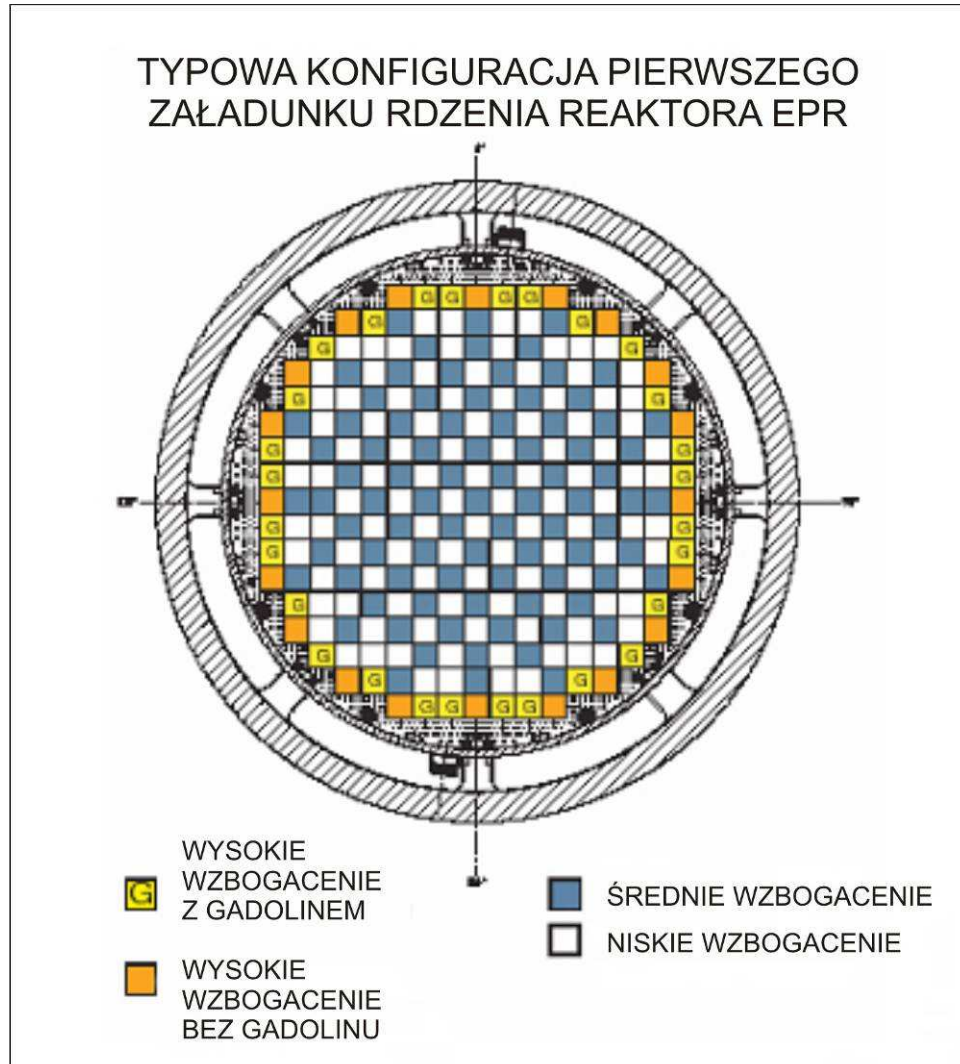 TYPOWA KONFIGURACJA PIERWSZEGO
ZAŁADUNKU RDZENIA REAKTORA EPR
G G G G
G G
G G
G G
G G
G G
G G
G G
G G
G G
G G
G G G G
WYSOKIE
WZBOGACENIE
Z GADOLINEM
G
WYSOKIE
WZBOGACENIE
BEZ GADOLINU
ŚREDNIE WZBOGACENIE
NISKIE WZBOGACENIE